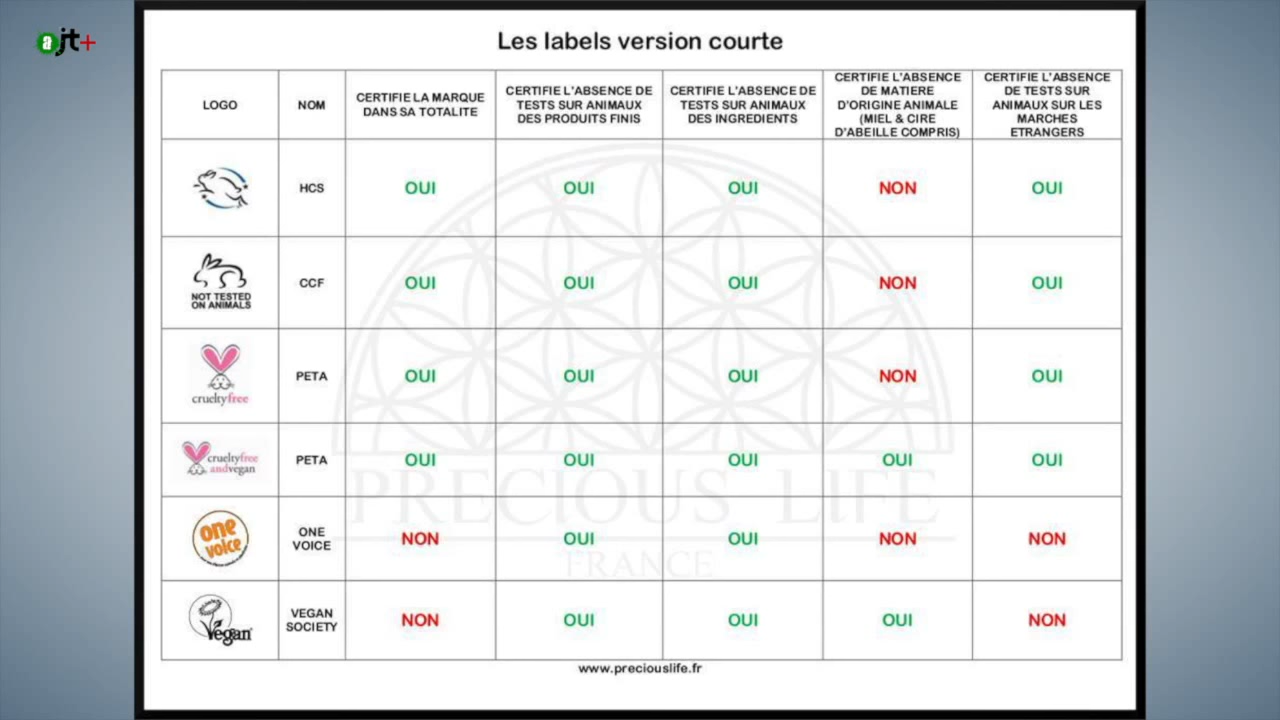 a jt+
Les labels version courte
LOGO
NOM
CERTIFIE LA MARQUE
DANS SA TOTALITE
CERTIFIE L'ABSENCE DE
TESTS SUR ANIMAUX
DES PRODUITS FINIS
CERTIFIE L'ABSENCE DE
TESTS SUR ANIMAUX
DES INGREDIENTS
CERTIFIE L'ABSENCE
DE MATIERE
D'ORIGINE ANIMALE
(MIEL & CIRE
D'ABEILLE COMPRIS)
CERTIFIE L'ABSENCE
DE TESTS SUR
ANIMAUX SUR LES
MARCHES
ETRANGERS
HCS
OUI
OUI
OUI
NON
OUI
NOT TESTED
ON ANIMALS
CCF
OUI
OUI
OUI
NON
OUI
crueltyfree
PETA
OUI
OUI
OUI
NON
OUI
crueltyfree
andvegan
PETA
OUI
OUI
OUI
OUI
OUI
one
voice
ONE
VOICE
NON
OUI
OUI
NON
NON
Vegan
VEGAN
SOCIETY
NON
OUI
OUI
OUI
NON
PRECIOUS LIFE
FRANCE
www.preciouslife.fr